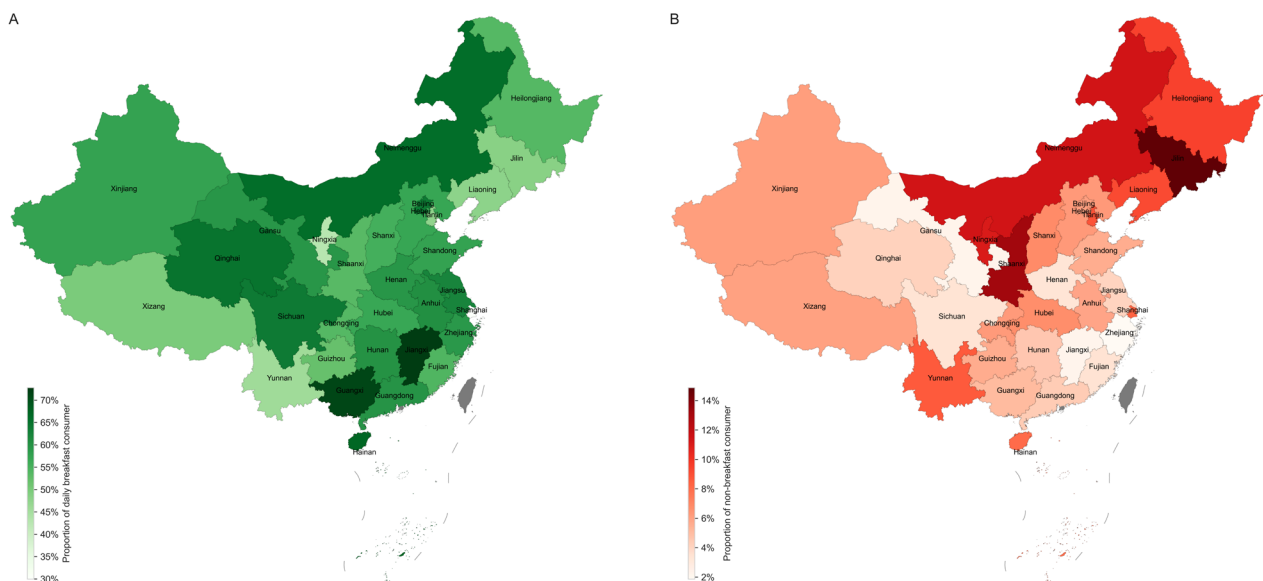 A
Xinjiang
Xizang
Qinghai
Gansu
Neimenggu
Ningxia
Shaanxi
Shanxi
Beijing
Hebei
Tianjin
Heilongjiang
Jilin
Liaoning
Shandong
Henan
Jiangsu
Anhui
Shanghai
Zhejiang
Hubei
Chongqing
Sichuan
Guizhou
Hunan
Jiangxi
Fujian
Yunnan
Guangxi
Guangdong
Hainan
70%
65%
60%
55%
50%
45%
40%
35%
30%
Proportion of daily breakfast consumer
B
Xinjiang
Xizang
Qinghai
Gansu
Neimenggu
Ningxia
Shaanxi
Shanxi
Beijing
Hebei
Tianjin
Heilongjiang
Jilin
Liaoning
Shandong
Henan
Jiangsu
Anhui
Shanghai
Zhejiang
Hubei
Chongqing
Sichuan
Guizhou
Hunan
Jiangxi
Fujian
Yunnan
Guangxi
Guangdong
Hainan
14%
12%
10%
8%
6%
4%
2%
Proportion of non-breakfast consumer